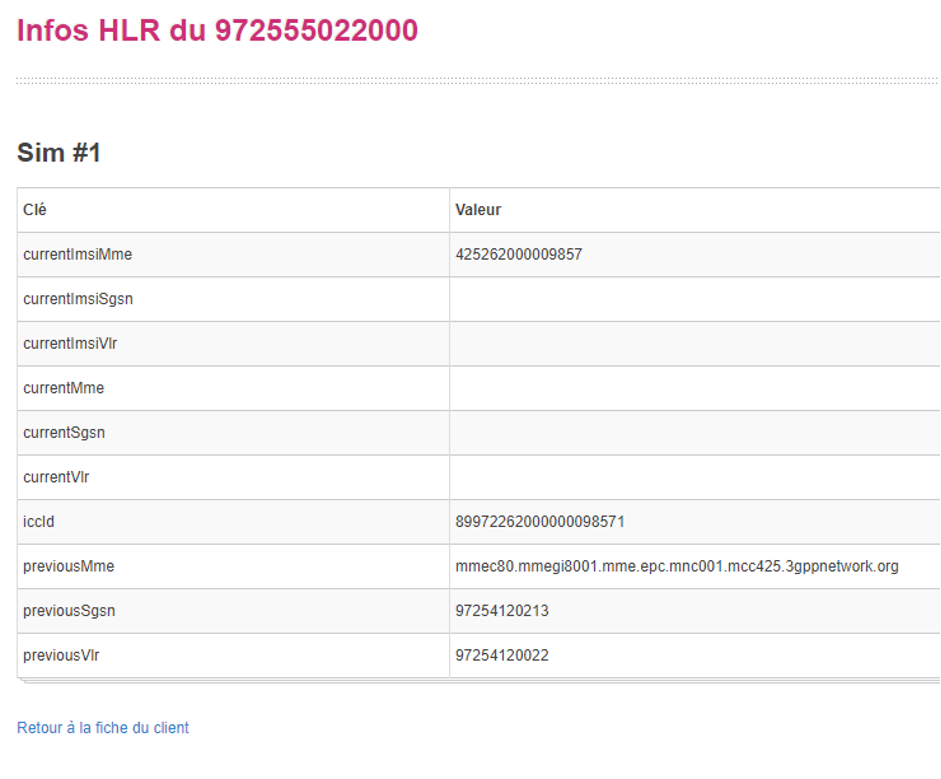 Infos HLR du 972555022000
Sim #1
Clé Valeur
currentImsiMme 425262000009857
currentImsiSgsn
currentImsiVlr
currentMme
currentSgsn
currentVlr
iccId 89972262000000098571
previousMme mmec80.mmegi8001.mme.epc.mnc001.mcc425.3gppnetwork.org
previousSgsn 97254120213
previousVlr 97254120022
Retour à la fiche du client